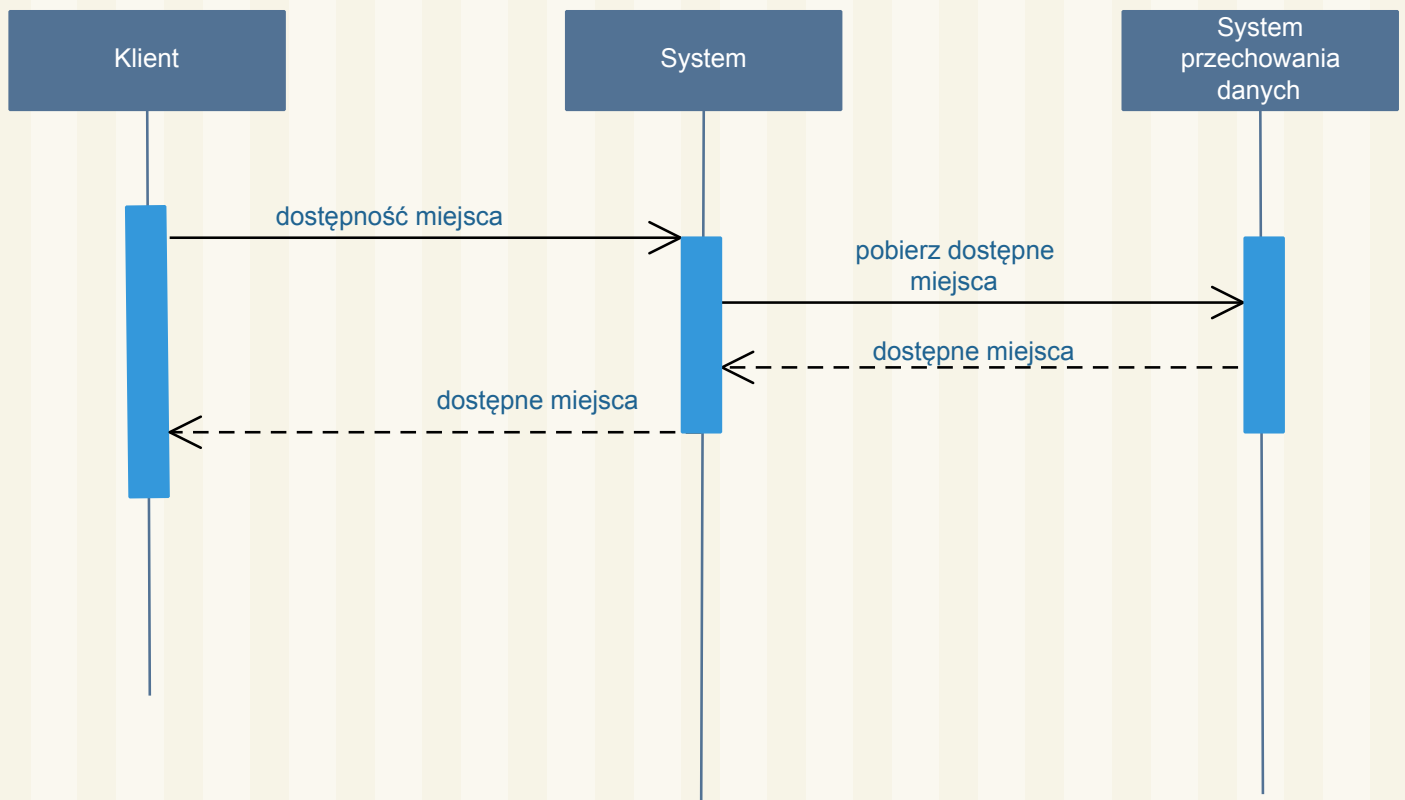 Klient
System
System
przechowania
danych
dostępność miejsca
pobierz dostępne
miejsca
dostępne miejsca
dostępne miejsca